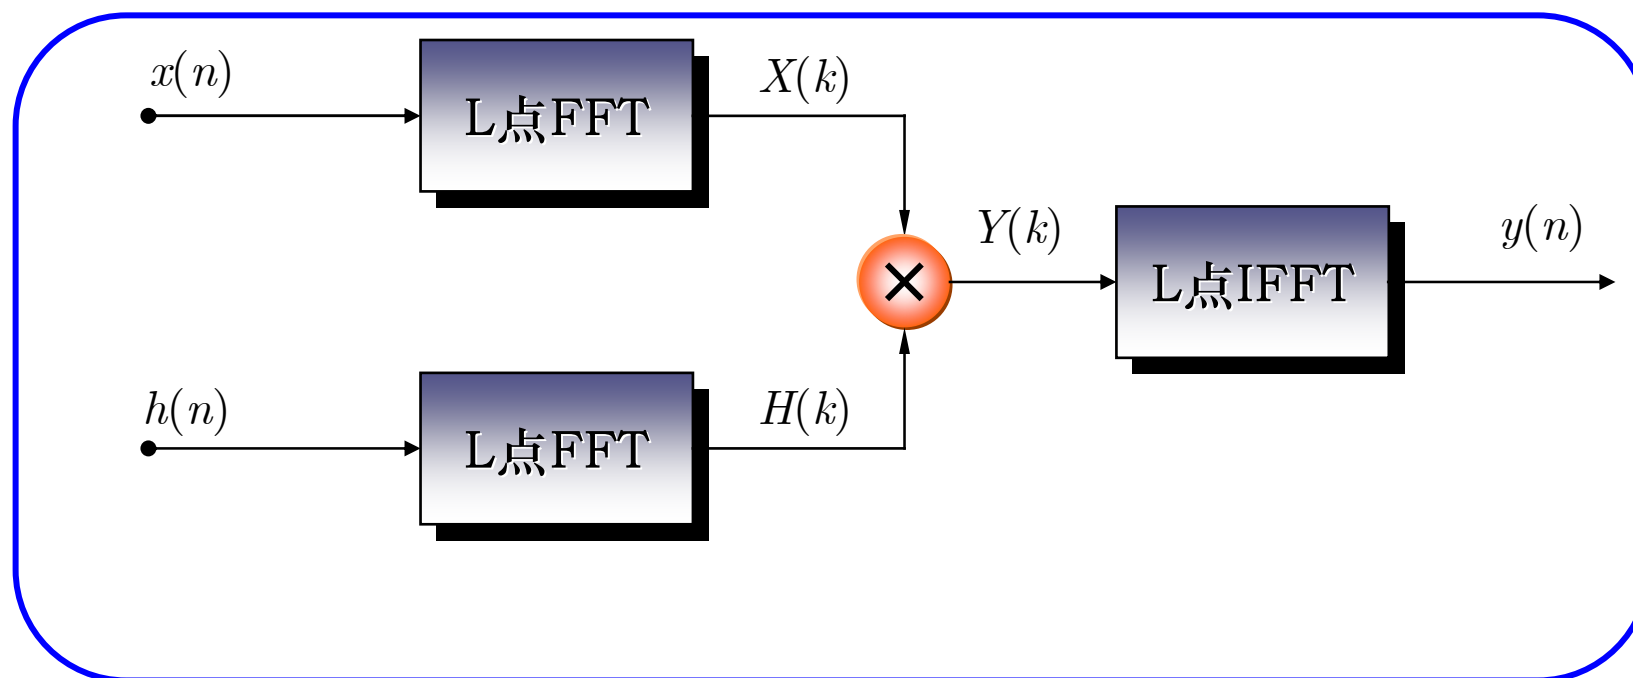 x(n)
L点FFT
X(k)
Y(k)
L点IFFT
y(n)
h(n)
L点FFT
H(k)